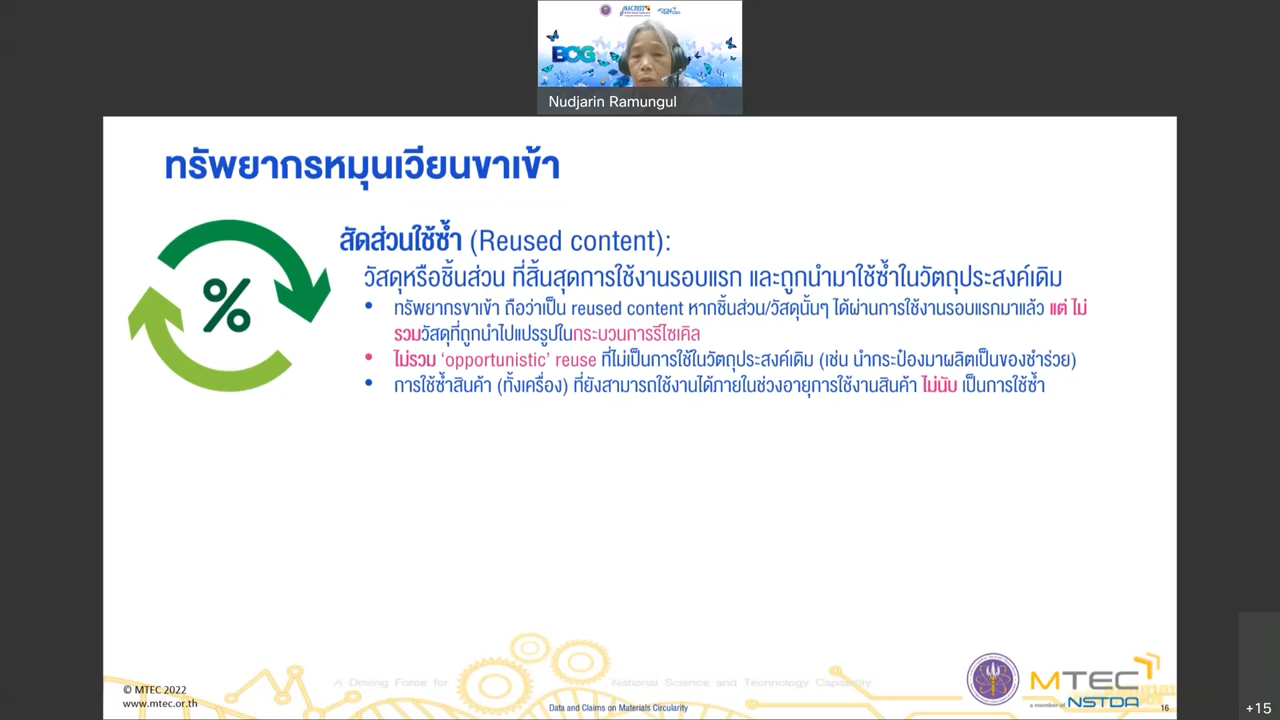 NAC2022
NSTDA
BCG
Nudjarin Ramungul
ทรัพยากรหมุนเวียนขาเข้า
%
สัดส่วนใช้ซ้ำ (Reused content):
วัสดุหรือชิ้นส่วน ที่สิ้นสุดการใช้งานรอบแรก และถูกนำมาใช้ซ้ำในวัตถุประสงค์เดิม
• ทรัพยากรขาเข้า ถือว่าเป็น reused content หากชิ้นส่วน/วัสดุนั้นๆ ได้ผ่านการใช้งานรอบแรกมาแล้ว แต่ ไม่
รวมวัสดุที่ถูกนำไปแปรรูปในกระบวนการรีไซเคิล
• ไม่รวม ‘opportunistic’ reuse ที่ไม่เป็นการใช้ในวัตถุประสงค์เดิม (เช่น นำกระป๋องมาผลิตเป็นของชำร่วย)
• การใช้ซ้ำสินค้า (ทั้งเครื่อง) ที่ยังสามารถใช้งานได้ภายในช่วงอายุการใช้งานสินค้า ไม่นับ เป็นการใช้ซ้ำ
A Driving Force for National Science and Technology Capability
© MTEC 2022
www.mtec.or.th
Data and Claims on Materials Circularity
MTEC
a member of NSTDA
16
+15